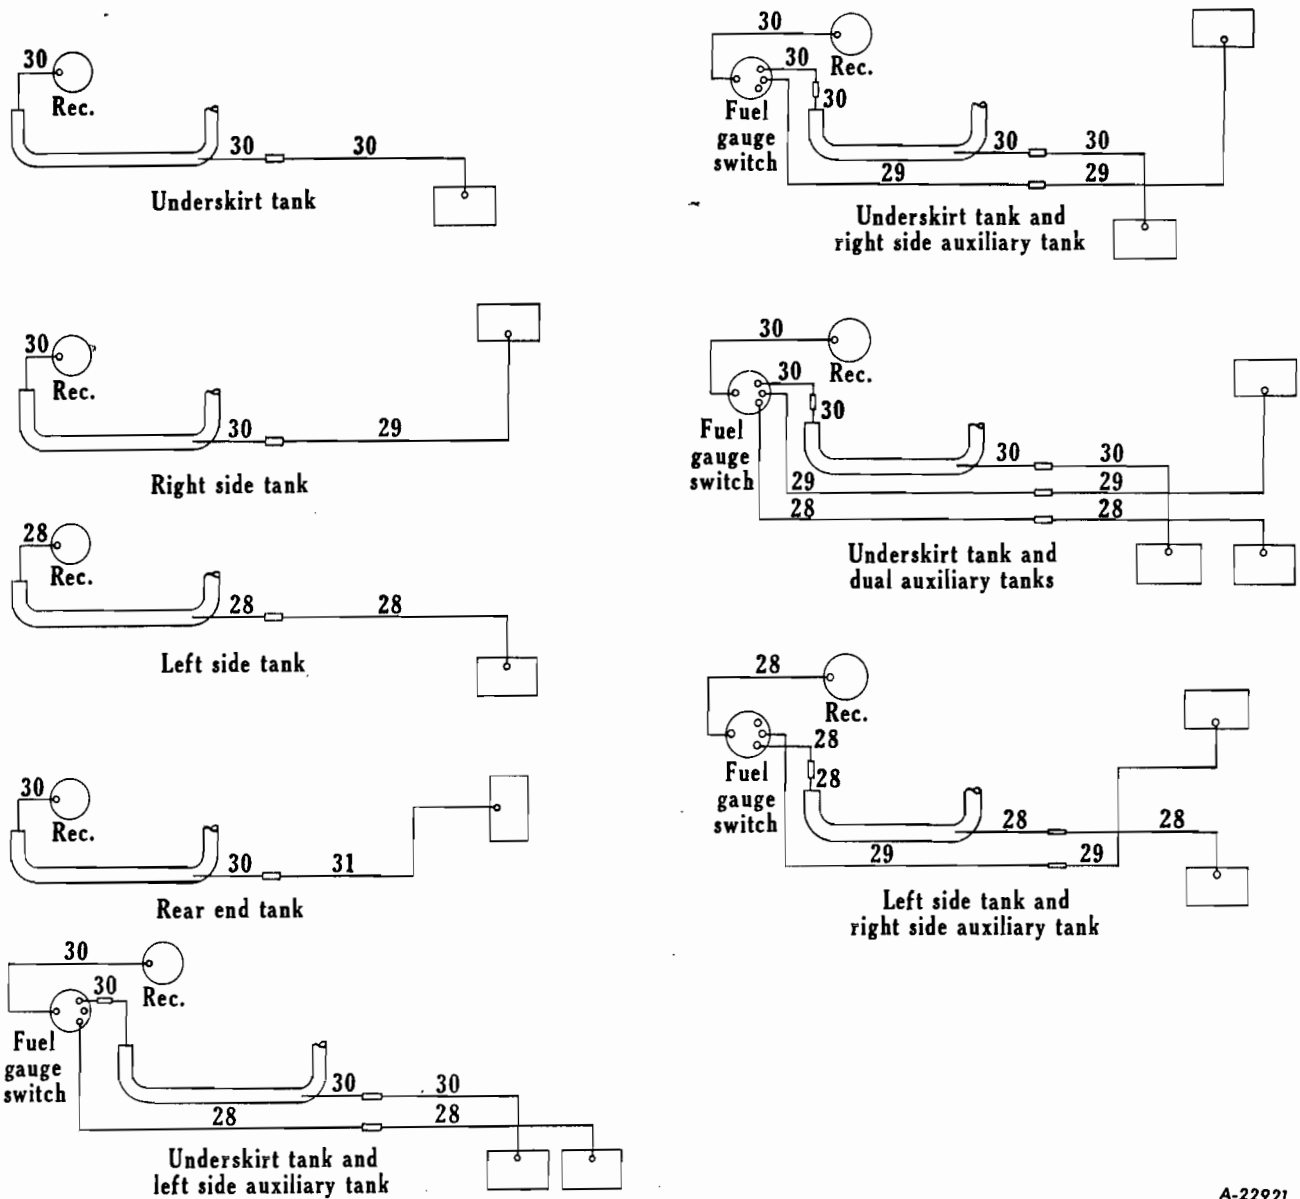 30
Rec.
30 30
Underskirt tank
30
Rec.
30 29
Right side tank
28
Rec.
28 28
Left side tank
30
Rec.
30 31
Rear end tank
30
30
Rec.
Fuel
gauge
switch
30 30
28 28
Underskirt tank and
left side auxiliary tank
30
30
Rec.
30
Fuel
gauge
switch
30 30
29 29
Underskirt tank and
right side auxiliary tank
30
30
Rec.
30
Fuel
gauge
switch
30 30
29 29
28 28
Underskirt tank and
dual auxiliary tanks
28
Rec.
28
28
Fuel
gauge
switch
28 28
29 29
Left side tank and
right side auxiliary tank
A-22921